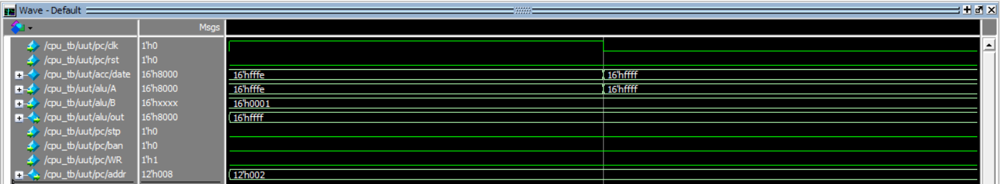 Wave - Default
Msgs
/cpu_tb/uut/pc/clk 1'h0
/cpu_tb/uut/pc/rst 1'h0
/cpu_tb/uut/acc/date 16'h8000 16'hfffe 16'hffff
/cpu_tb/uut/alu/A 16'h8000 16'hfffe 16'hffff
/cpu_tb/uut/alu/B 16'hxxxx 16'h0001
/cpu_tb/uut/alu/out 16'h8000 16'hffff
/cpu_tb/uut/pc/stp 1'h0
/cpu_tb/uut/pc/ban 1'h0
/cpu_tb/uut/pc/WR 1'h1
/cpu_tb/uut/pc/addr 12'h008 12'h002